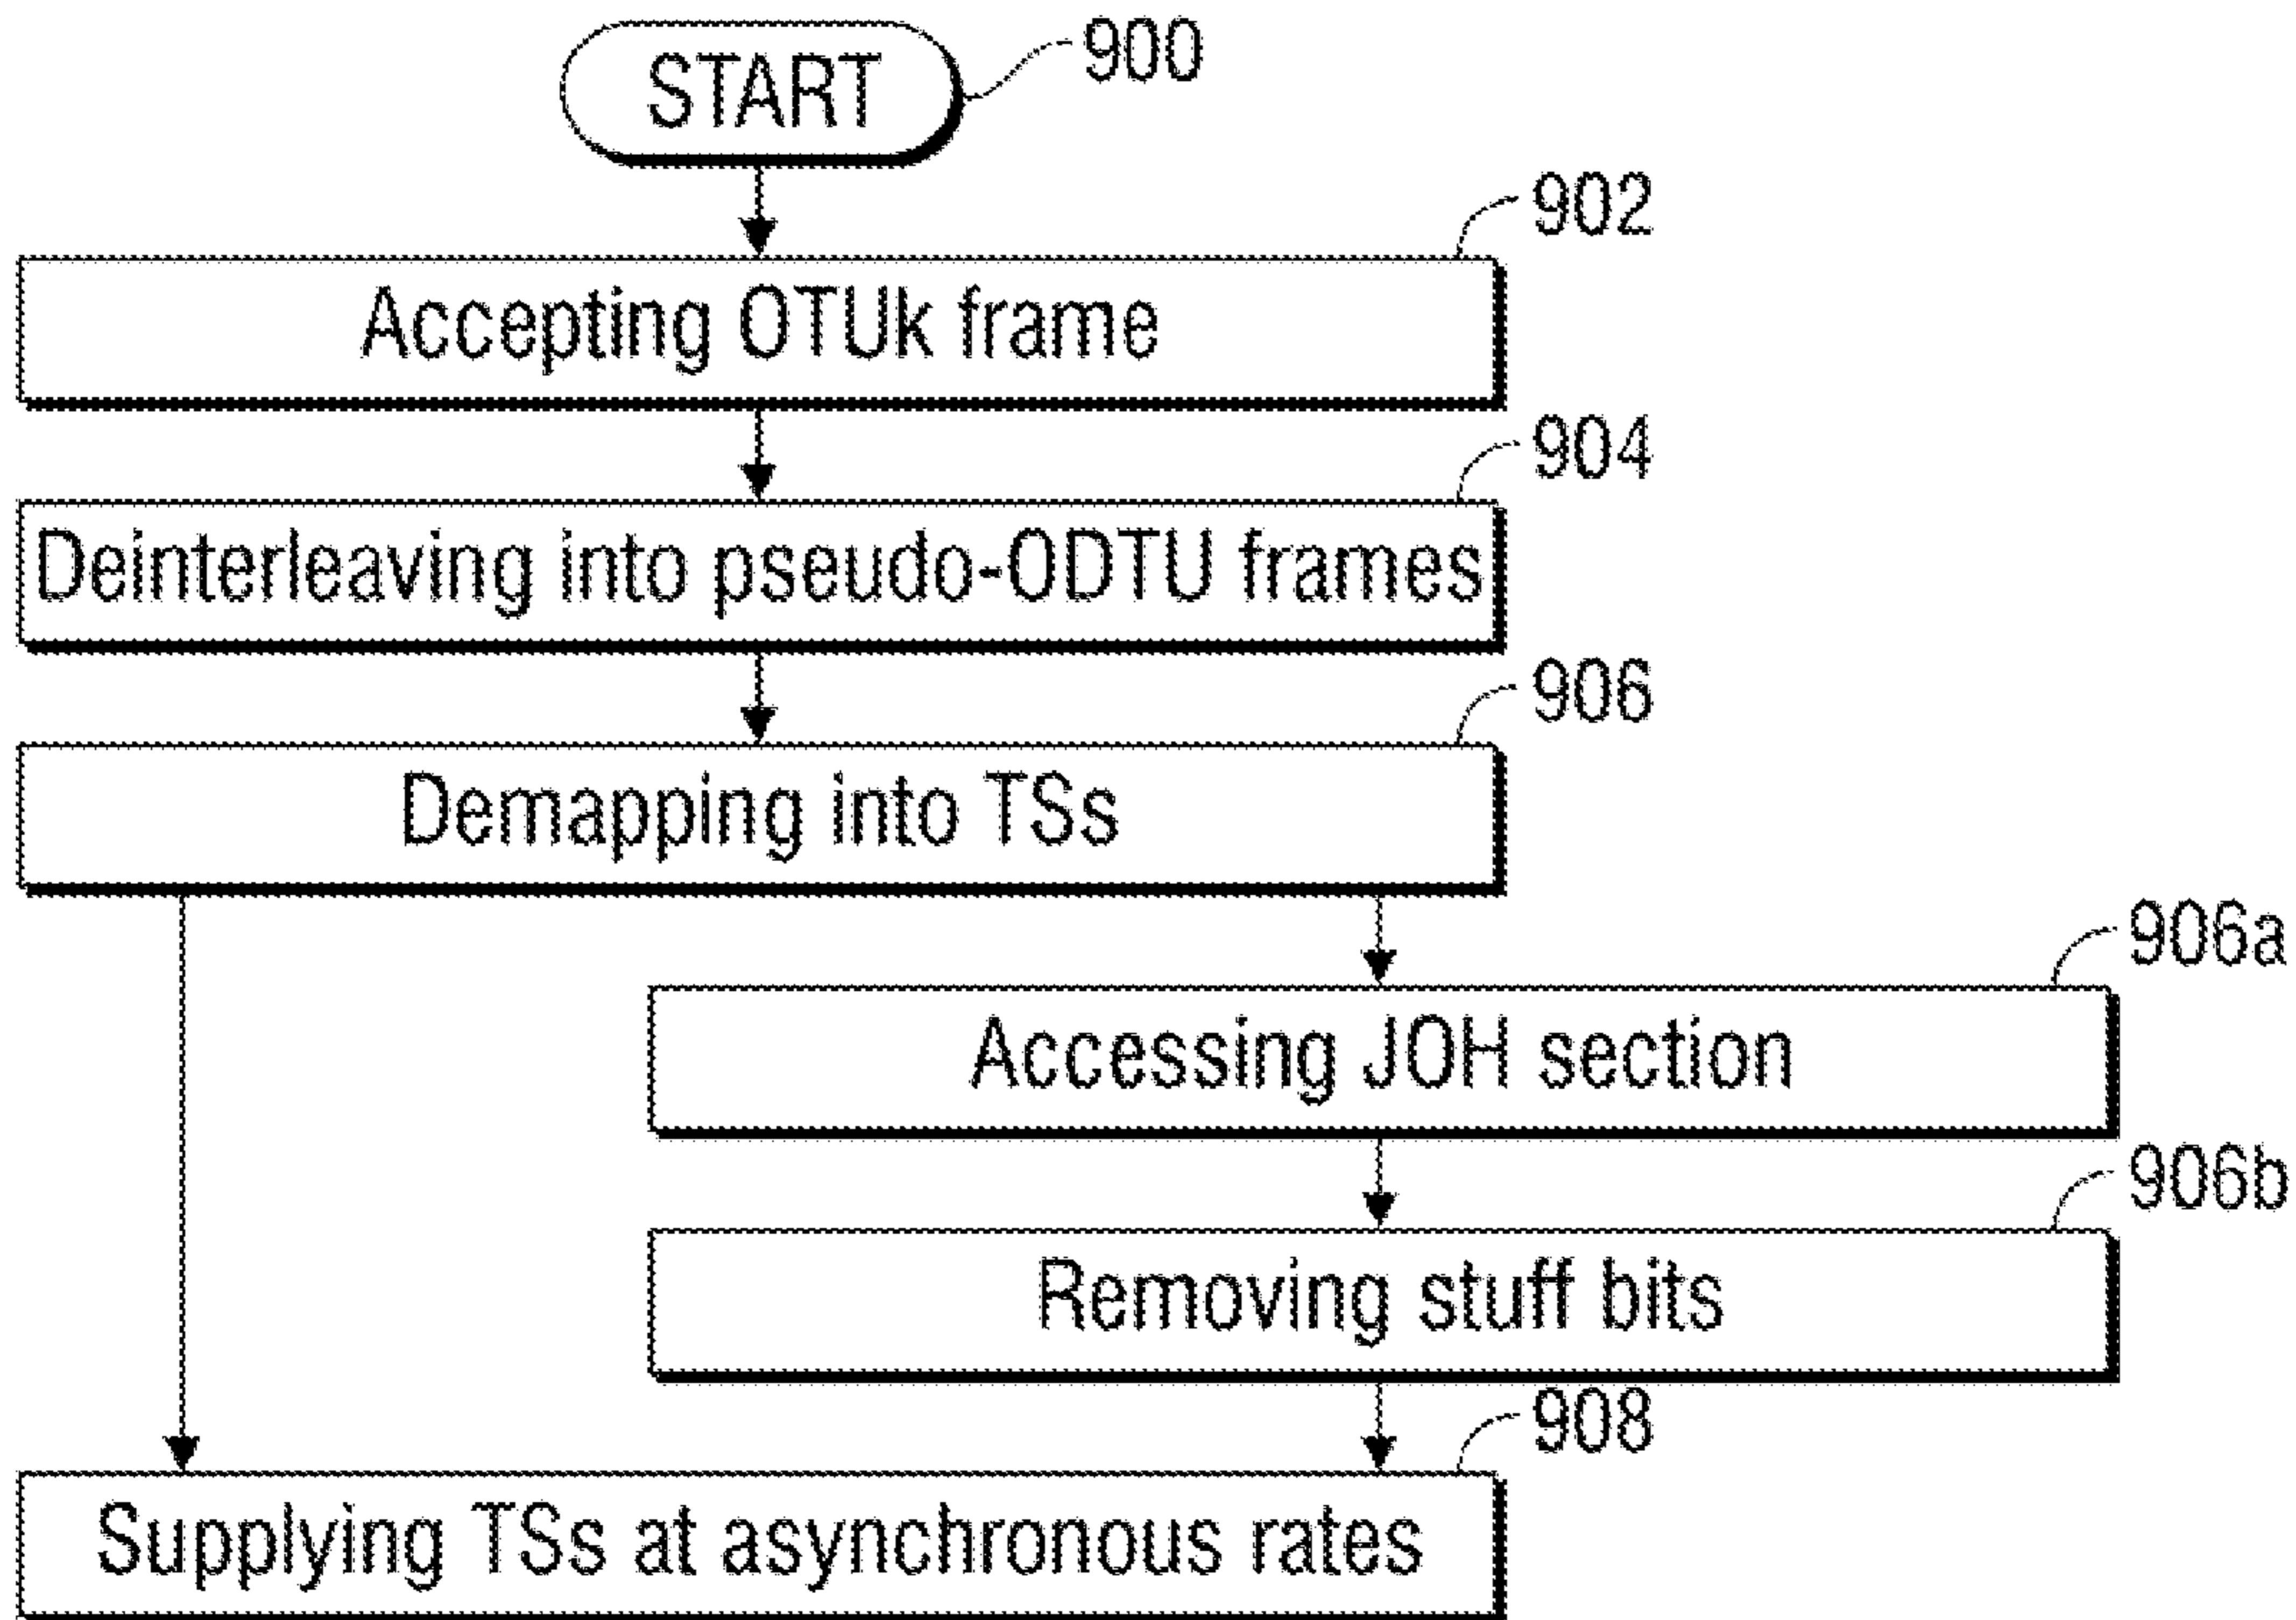 START
900
902
Accepting OTUk frame
904
Deinterleaving into pseudo-ODTU frames
906
Demapping into TSs
906a
Accessing JOH section
906b
Removing stuff bits
908
Supplying TSs at asynchronous rates